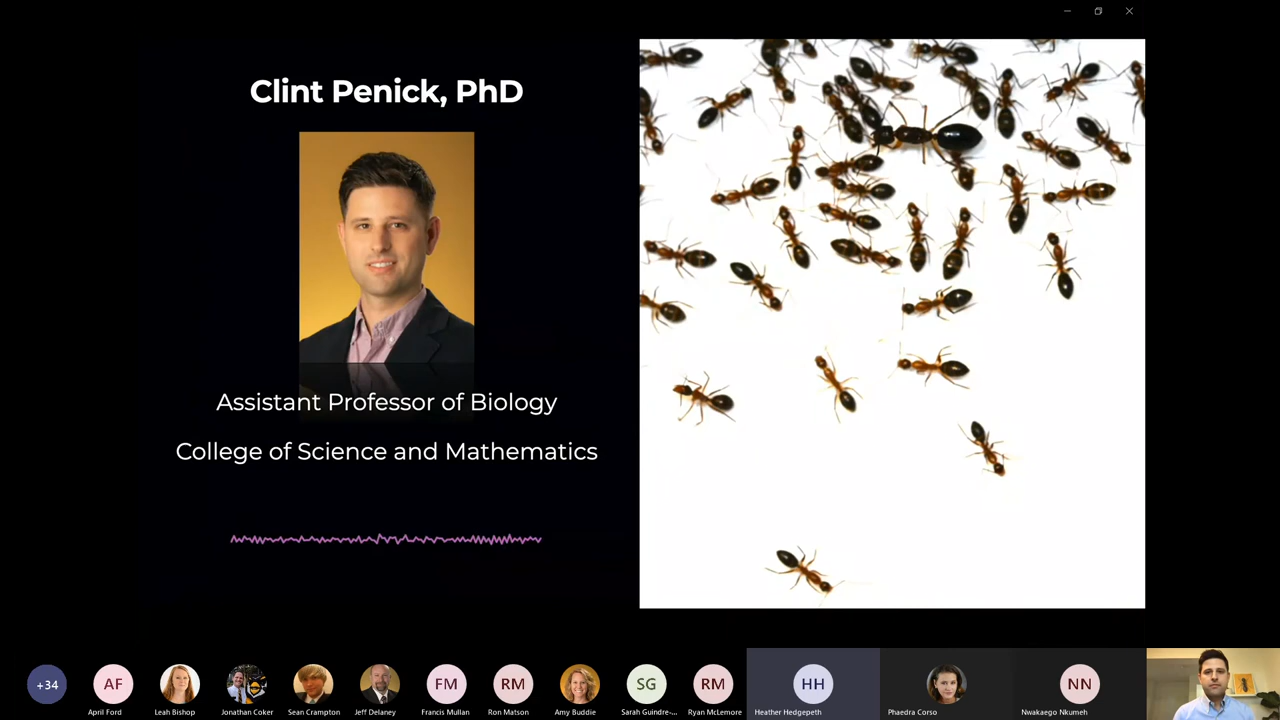 Clint Penick, PhD
Assistant Professor of Biology
College of Science and Mathematics
+34
AF
FM
RM
SG
RM
HH
NN
April Ford
Leah Bishop
Jonathan Coker
Sean Crampton
Jeff Delaney
Francis Mullan
Ron Matson
Amy Buddie
Sarah Guindre-...
Ryan McLemore
Heather Hedgepeth
Phaedra Corso
Nwakaego Nkumeh